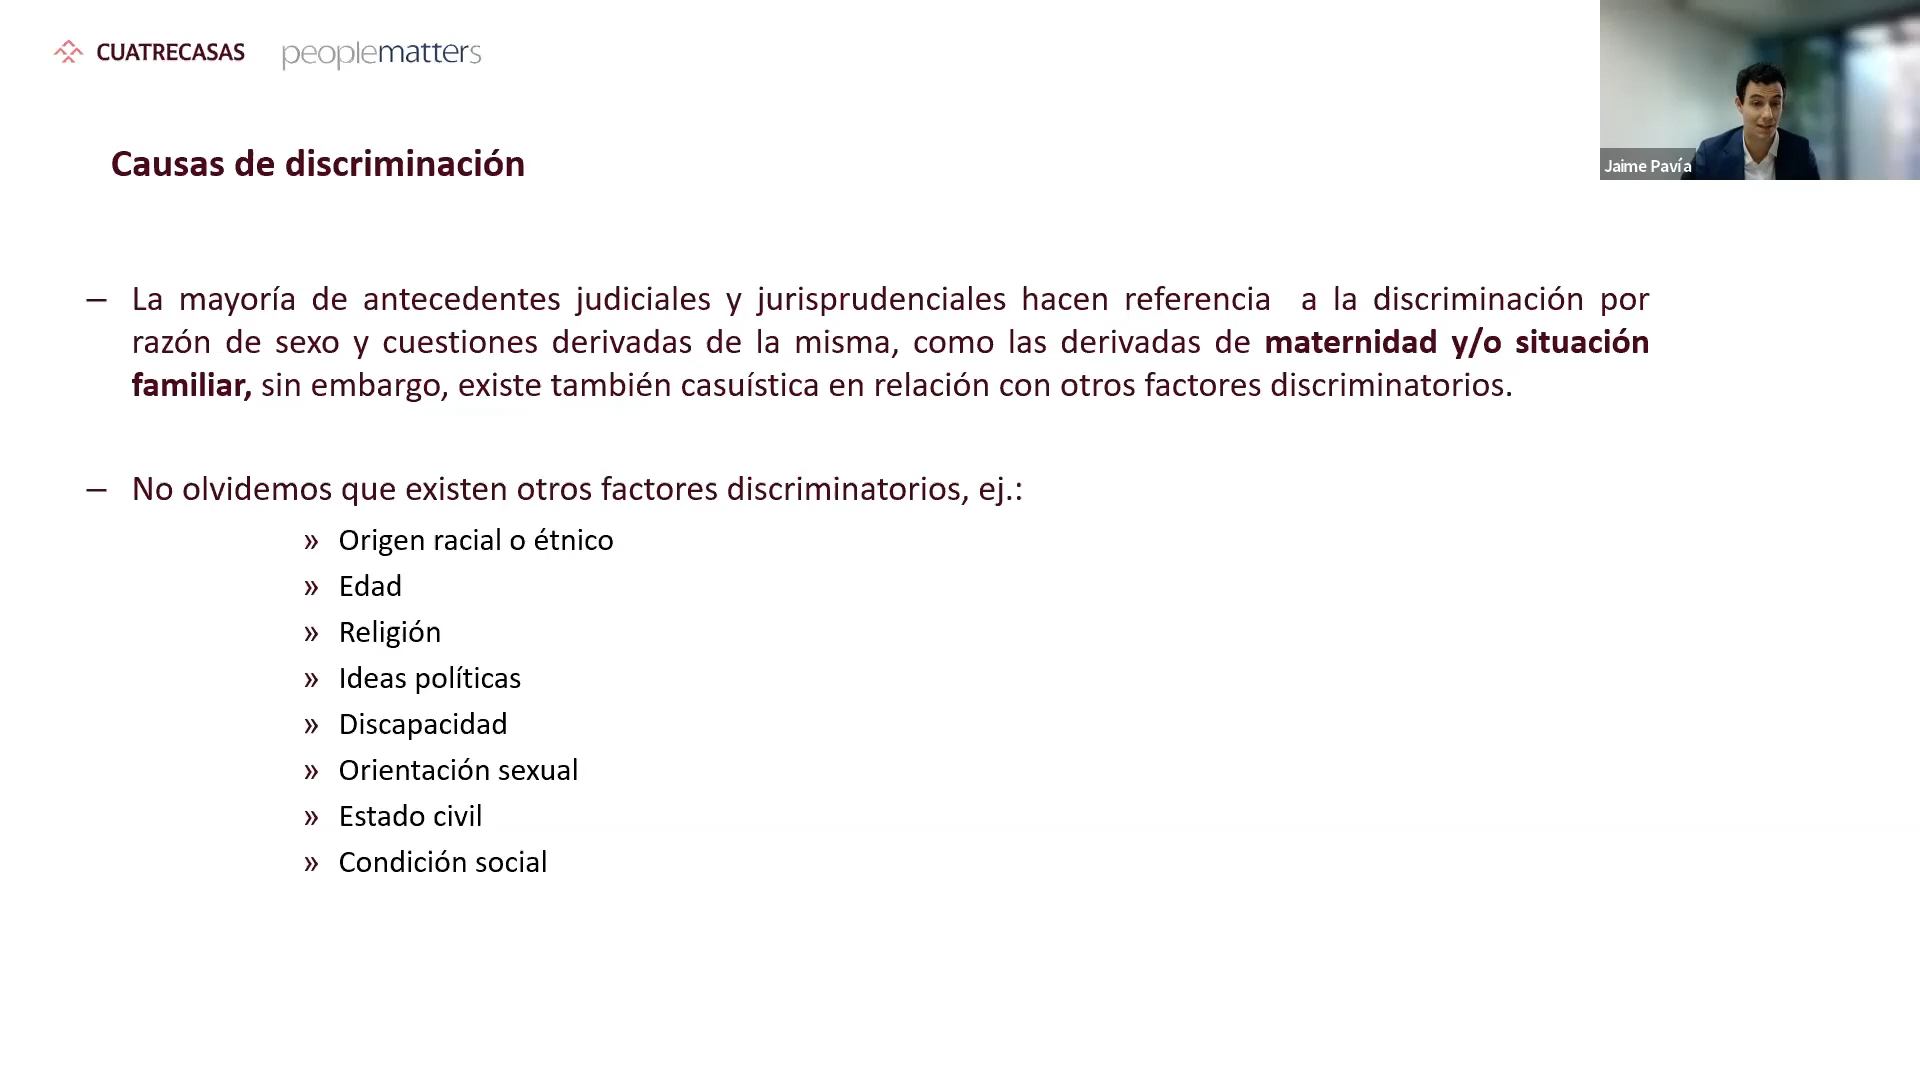 CUATRECASAS peoplematters
Jaime Pavía
Causas de discriminación
– La mayoría de antecedentes judiciales y jurisprudenciales hacen referencia a la discriminación por
razón de sexo y cuestiones derivadas de la misma, como las derivadas de maternidad y/o situación
familiar, sin embargo, existe también casuística en relación con otros factores discriminatorios.
– No olvidemos que existen otros factores discriminatorios, ej.:
» Origen racial o étnico
» Edad
» Religión
» Ideas políticas
» Discapacidad
» Orientación sexual
» Estado civil
» Condición social